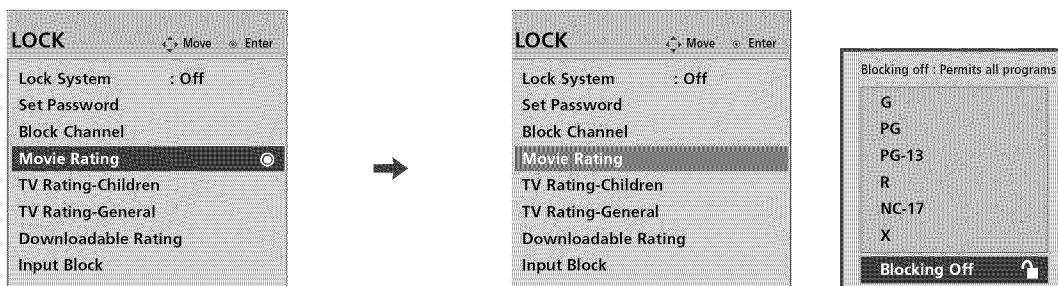 LOCK
Move Enter
Lock System : Off
Set Password
Block Channel
Movie Rating
TV Rating-Children
TV Rating-General
Downloadable Rating
Input Block
LOCK
Move Enter
Lock System : Off
Set Password
Block Channel
Movie Rating
TV Rating-Children
TV Rating-General
Downloadable Rating
Input Block
Blocking off : Permits all programs
G
PG
PG-13
R
NC-17
X
Blocking Off